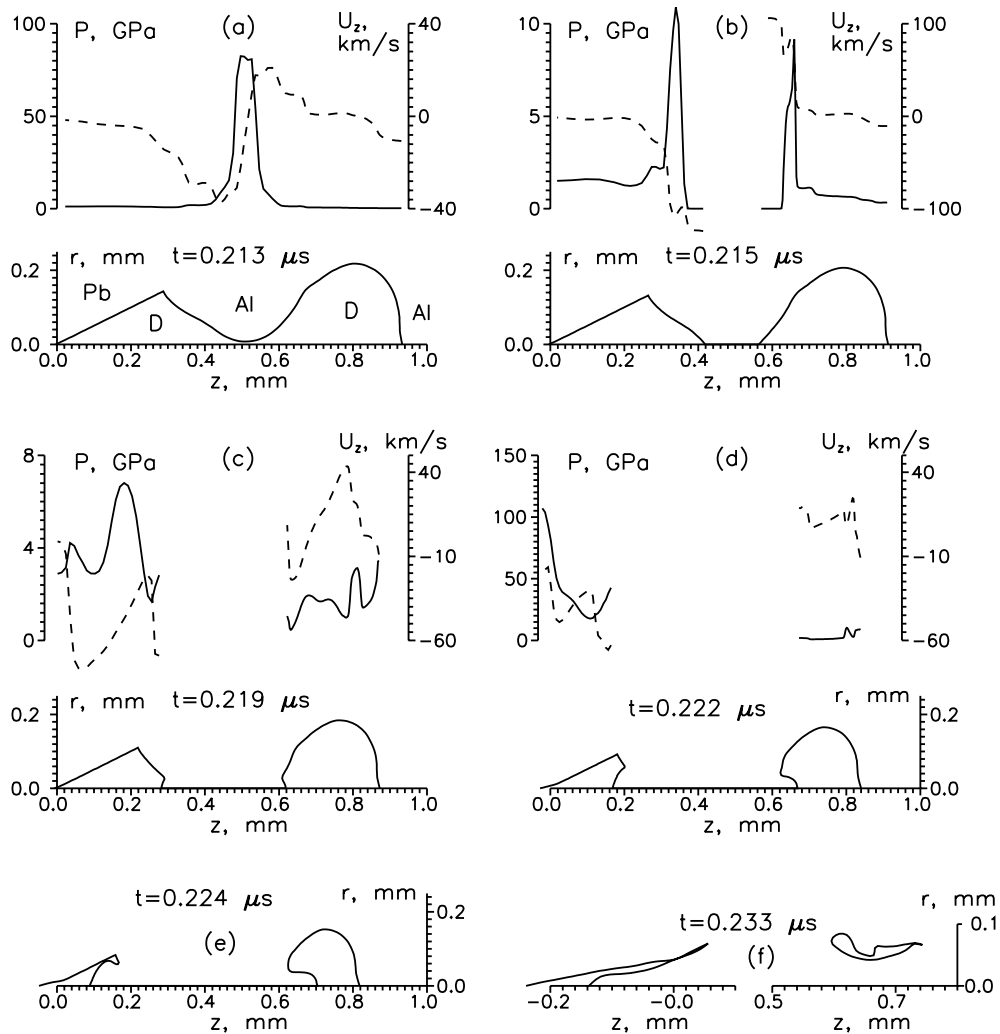 100 P, GPa (a) U_z, 40
km/s
50 0
0 -40
r, mm t=0.213 μs
0.2 Pb Al
D D Al
0.0
0.0 0.2 0.4 0.6 0.8 1.0
z, mm
10 P, GPa (b) U_z, 100
km/s
5 0
0 -100
r, mm t=0.215 μs
0.2
0.0
0.0 0.2 0.4 0.6 0.8 1.0
z, mm
U_z, km/s
8 P, GPa (c) 40
4 -10
0 -60
r, mm t=0.219 μs
0.2
0.0
0.0 0.2 0.4 0.6 0.8 1.0
z, mm
U_z, km/s
150 P, GPa (d) 40
100 -10
50
0 -60
t=0.222 μs r, mm
0.2
0.0
0.0 0.2 0.4 0.6 0.8 1.0
z, mm
t=0.224 μs r, mm
0.2
(e)
0.0
0.0 0.2 0.4 0.6 0.8 1.0
z, mm
r, mm
t=0.233 μs 0.1
(f)
0.0
-0.2 -0.0 0.5 0.7
z, mm z, mm